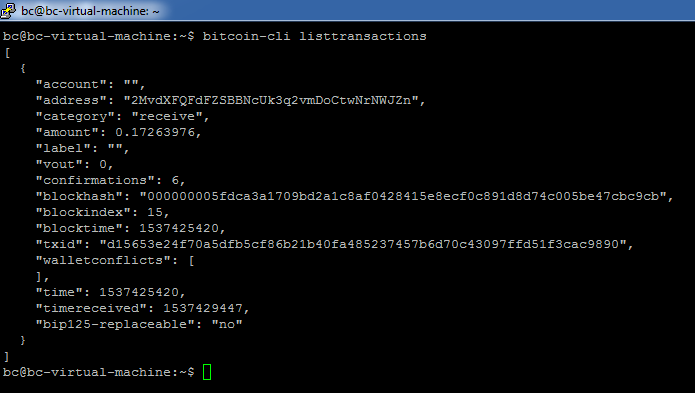 bc@bc-virtual-machine: ~
bc@bc-virtual-machine:~$ bitcoin-cli listtransactions
[
  {
    "account": "",
    "address": "2MvdXFQFdFZSBBNcUk3q2vmDoCtwNrNWJZn",
    "category": "receive",
    "amount": 0.17263976,
    "label": "",
    "vout": 0,
    "confirmations": 6,
    "blockhash": "000000005fdca3a1709bd2a1c8af0428415e8ecf0c891d8d74c005be47cbc9cb",
    "blockindex": 15,
    "blocktime": 1537425420,
    "txid": "d15653e24f70a5dfb5cf86b21b40fa485237457b6d70c43097ffd51f3cac9890",
    "walletconflicts": [
    ],
    "time": 1537425420,
    "timereceived": 1537429447,
    "bip125-replaceable": "no"
  }
]
bc@bc-virtual-machine:~$